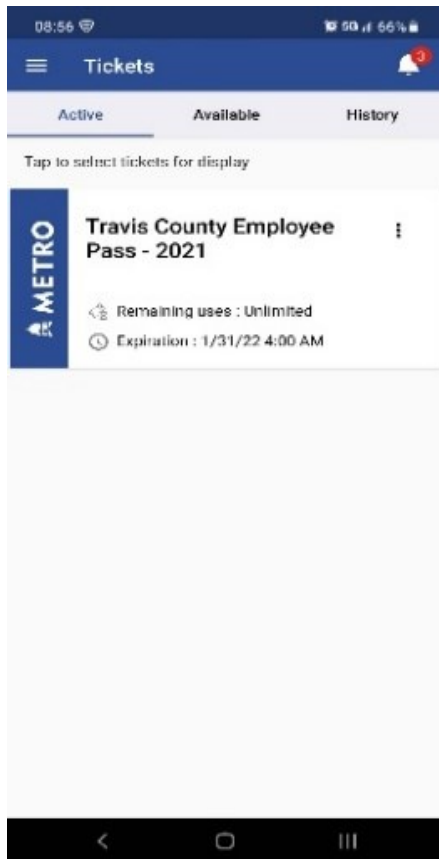 08:56
5G 66%
Tickets
3
Active Available History
Tap to select tickets for display
METRO
Travis County Employee
Pass - 2021
Remaining uses : Unlimited
Expiration : 1/31/22 4:00 AM